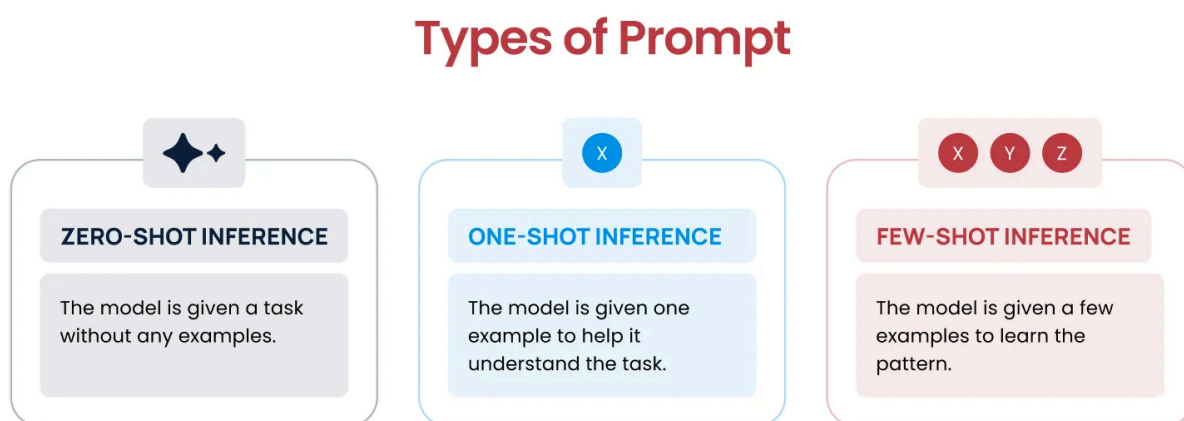 Types of Prompt
X
X Y Z
ZERO-SHOT INFERENCE
The model is given a task
without any examples.
ONE-SHOT INFERENCE
The model is given one
example to help it
understand the task.
FEW-SHOT INFERENCE
The model is given a few
examples to learn the
pattern.